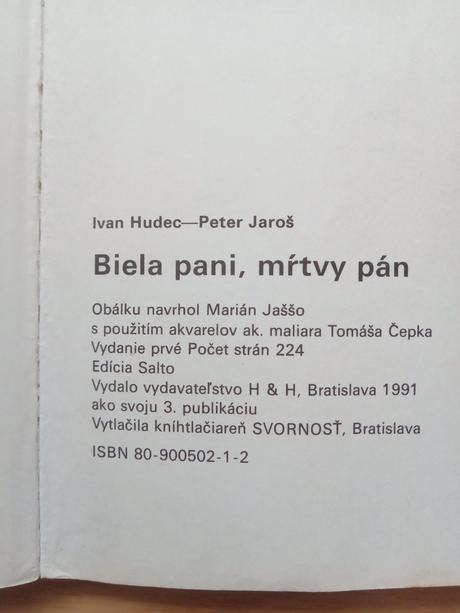 Ivan Hudec—Peter Jaroš
Biela pani, mŕtvy pán
Obálku navrhol Marián Jaššo
s použitím akvarelov ak. maliara Tomáša Čepka
Vydanie prvé Počet strán 224
Edícia Salto
Vydalo vydavateľstvo H & H, Bratislava 1991
ako svoju 3. publikáciu
Vytlačila kníhtlačiareň SVORNOSŤ, Bratislava
ISBN 80-900502-1-2